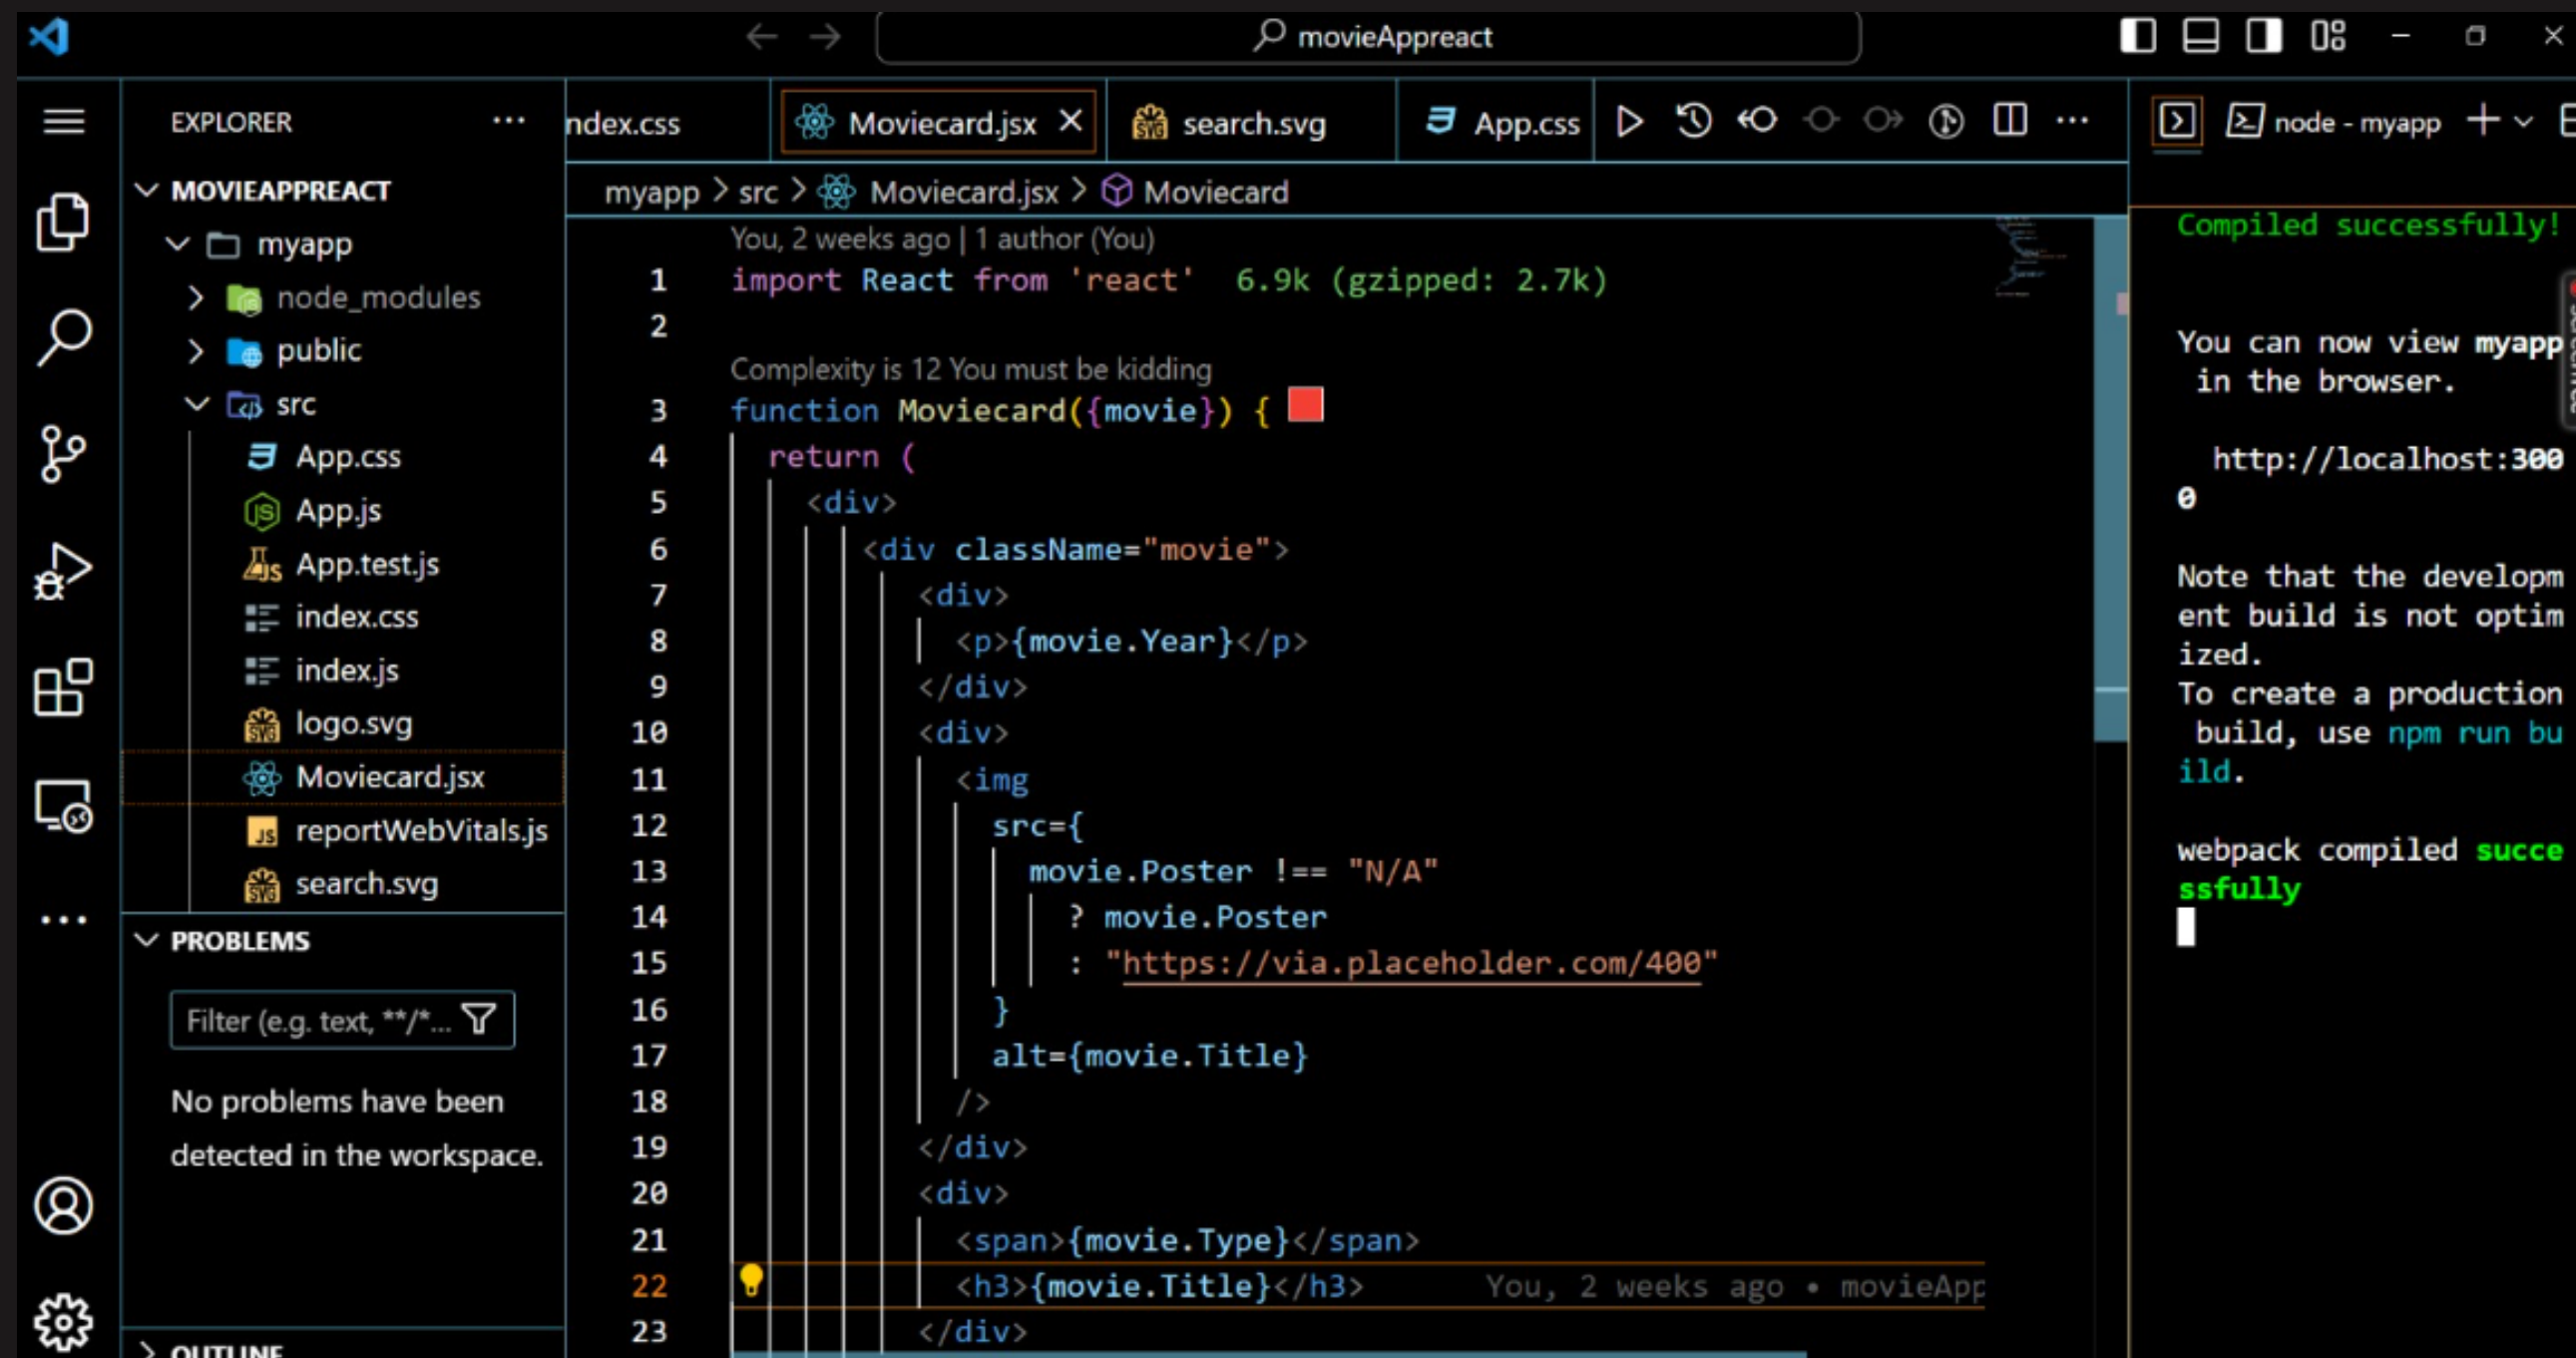 movieAppreact
EXPLORER
MOVIEAPPREACT
myapp
node_modules
public
src
App.css
App.js
App.test.js
index.css
index.js
logo.svg
Moviecard.jsx
reportWebVitals.js
search.svg
PROBLEMS
Filter (e.g. text, **/*...
No problems have been
detected in the workspace.
OUTLINE
ndex.css
Moviecard.jsx
search.svg
App.css
myapp > src > Moviecard.jsx > Moviecard
You, 2 weeks ago | 1 author (You)
1 import React from 'react' 6.9k (gzipped: 2.7k)
2
Complexity is 12 You must be kidding
3 function Moviecard({movie}) {
4 return (
5 <div>
6 <div className="movie">
7 <div>
8 <p>{movie.Year}</p>
9 </div>
10 <div>
11 <img
12 src={
13 movie.Poster !== "N/A"
14 ? movie.Poster
15 : "https://via.placeholder.com/400"
16 }
17 alt={movie.Title}
18 />
19 </div>
20 <div>
21 <span>{movie.Type}</span>
22 <h3>{movie.Title}</h3> You, 2 weeks ago • movieApp
23 </div>
node - myapp
Compiled successfully!
You can now view myapp
in the browser.
http://localhost:300
0
Note that the developm
ent build is not optim
ized.
To create a production
build, use npm run bu
ild.
webpack compiled succe
ssfully